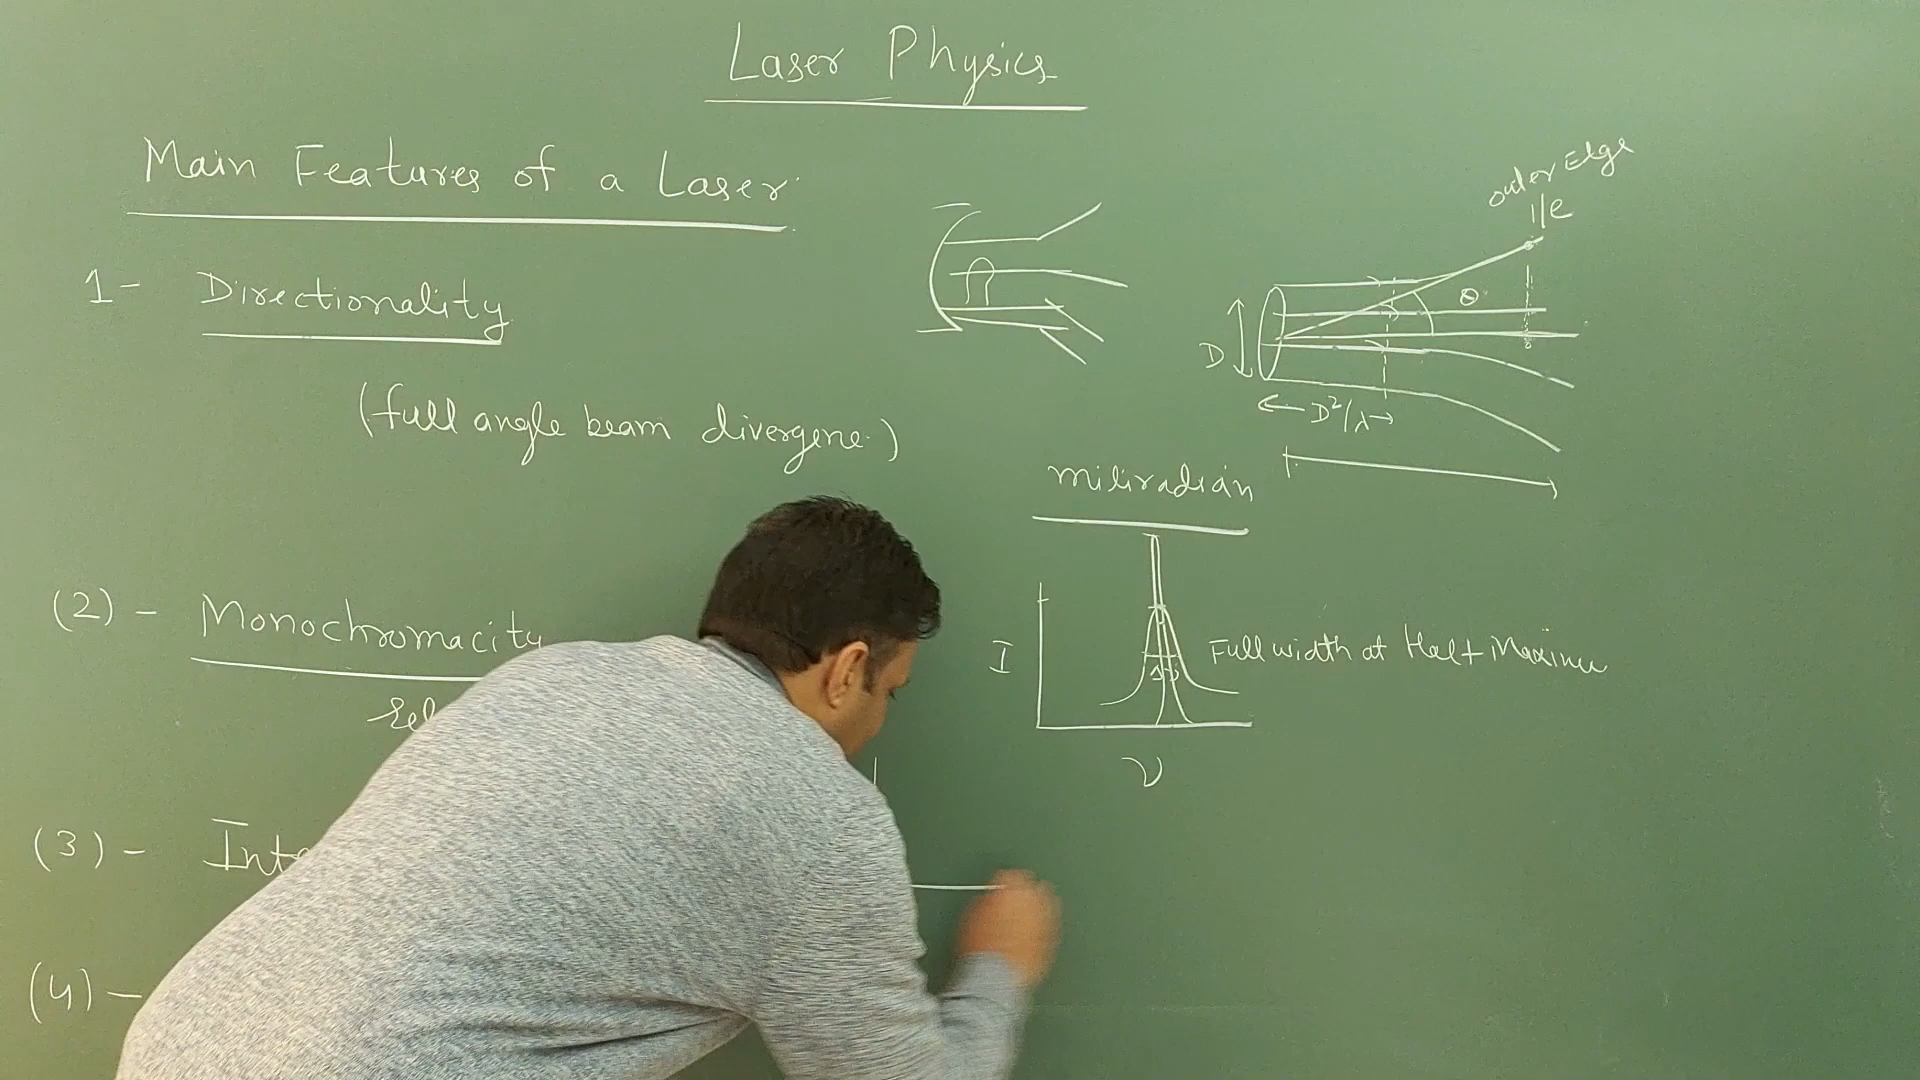 Laser Physics
Main Features of a Laser
1- Directionality
(full angle beam divergene.)
outer Edge
1/e
θ
D
D²/λ
miliradian
(2) - Monochromacity
I
Full width at Half Maximu
ν
(3) -
(4) -